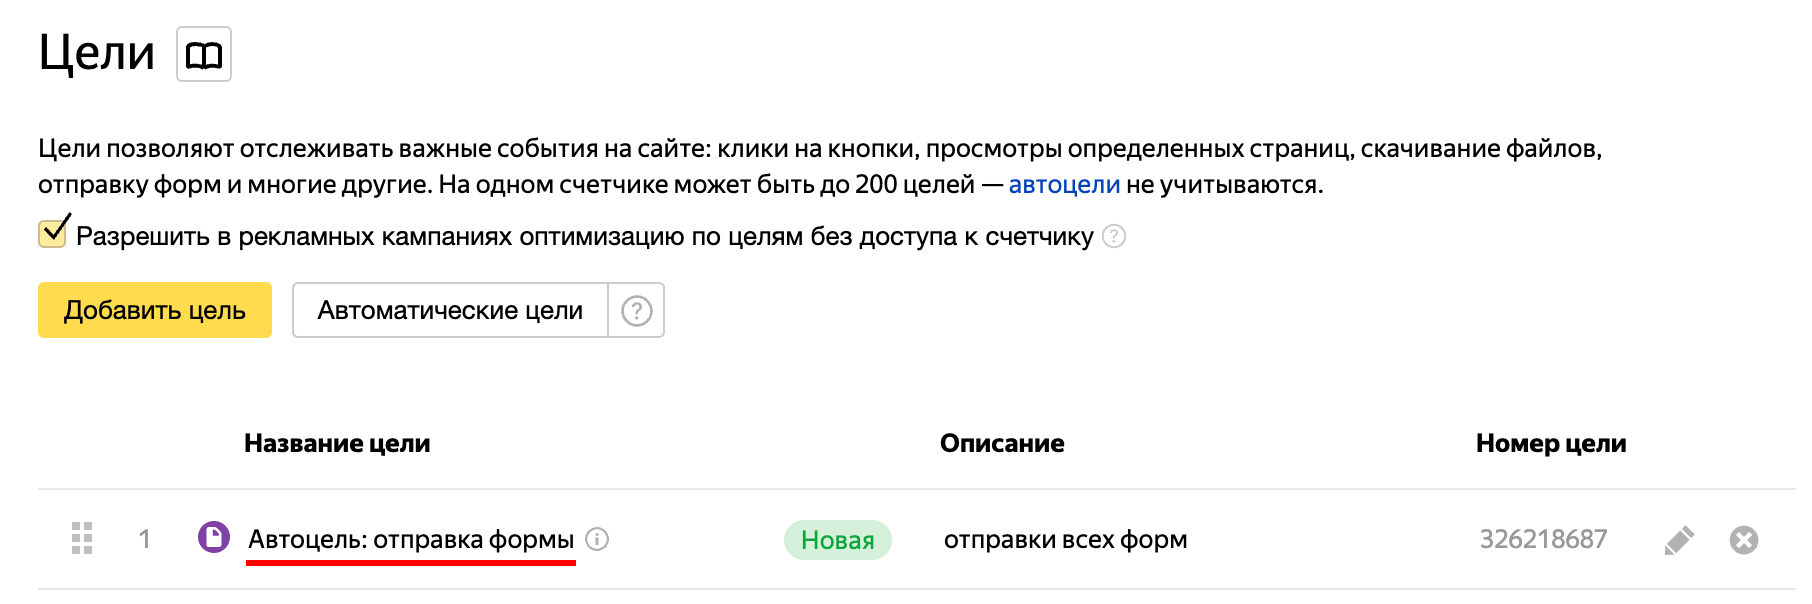 Цели
Цели позволяют отслеживать важные события на сайте: клики на кнопки, просмотры определенных страниц, скачивание файлов,
отправку форм и многие другие. На одном счетчике может быть до 200 целей — автоцели не учитываются.
Разрешить в рекламных кампаниях оптимизацию по целям без доступа к счетчику ?
Добавить цель Автоматические цели ?
Название цели Описание Номер цели
1 Автоцель: отправка формы i Новая отправки всех форм 326218687